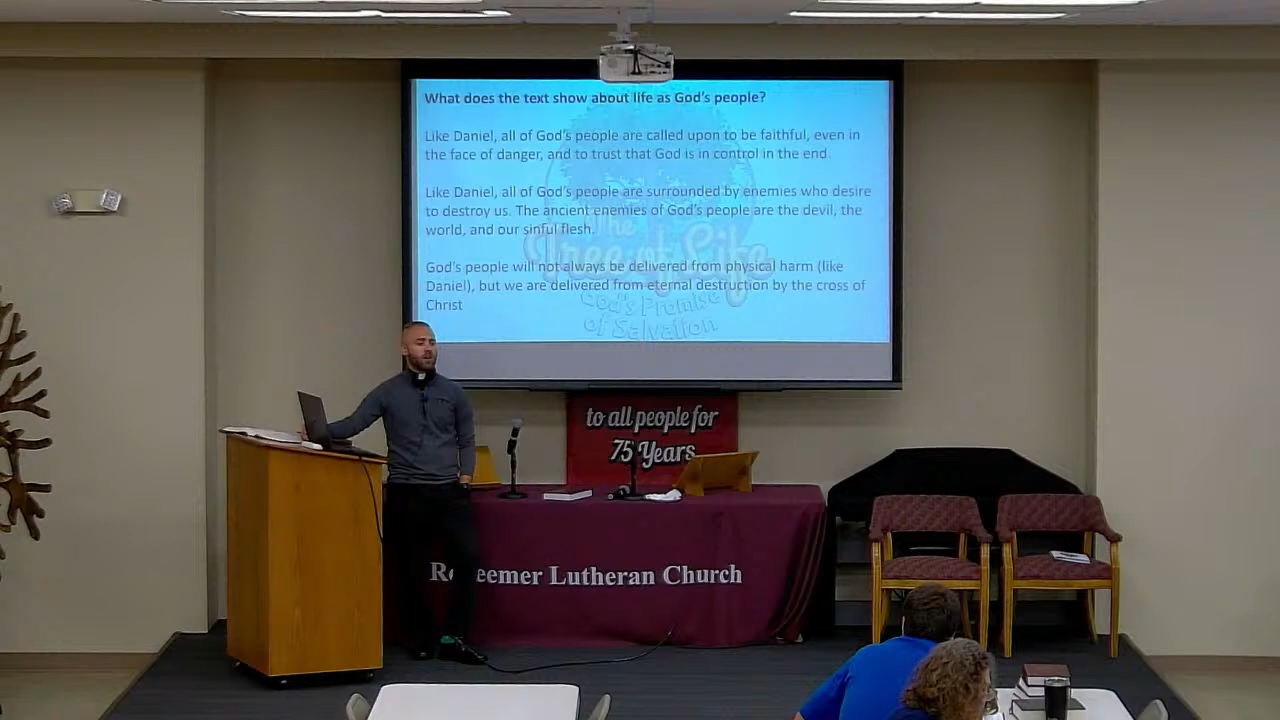 What does the text show about life as God's people?
Like Daniel, all of God's people are called upon to be faithful, even in
the face of danger, and to trust that God is in control in the end.
Like Daniel, all of God's people are surrounded by enemies who desire
to destroy us. The ancient enemies of God's people are the devil, the
world, and our sinful flesh.
God's people will not always be delivered from physical harm (like
Daniel), but we are delivered from eternal destruction by the cross of
Christ
The
Tree of Life
God's Promise
of Salvation
to all people for
75 Years
Redeemer Lutheran Church